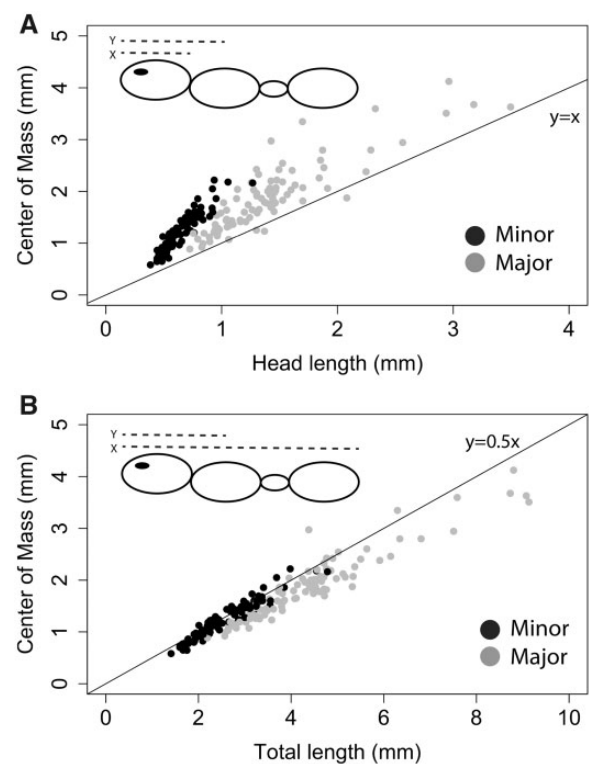 A
Center of Mass (mm)
5
4
3
2
1
0
Y
X
y=x
Minor
Major
0 1 2 3 4
Head length (mm)
B
Center of Mass (mm)
5
4
3
2
1
0
Y
X
y=0.5x
Minor
Major
0 2 4 6 8 10
Total length (mm)